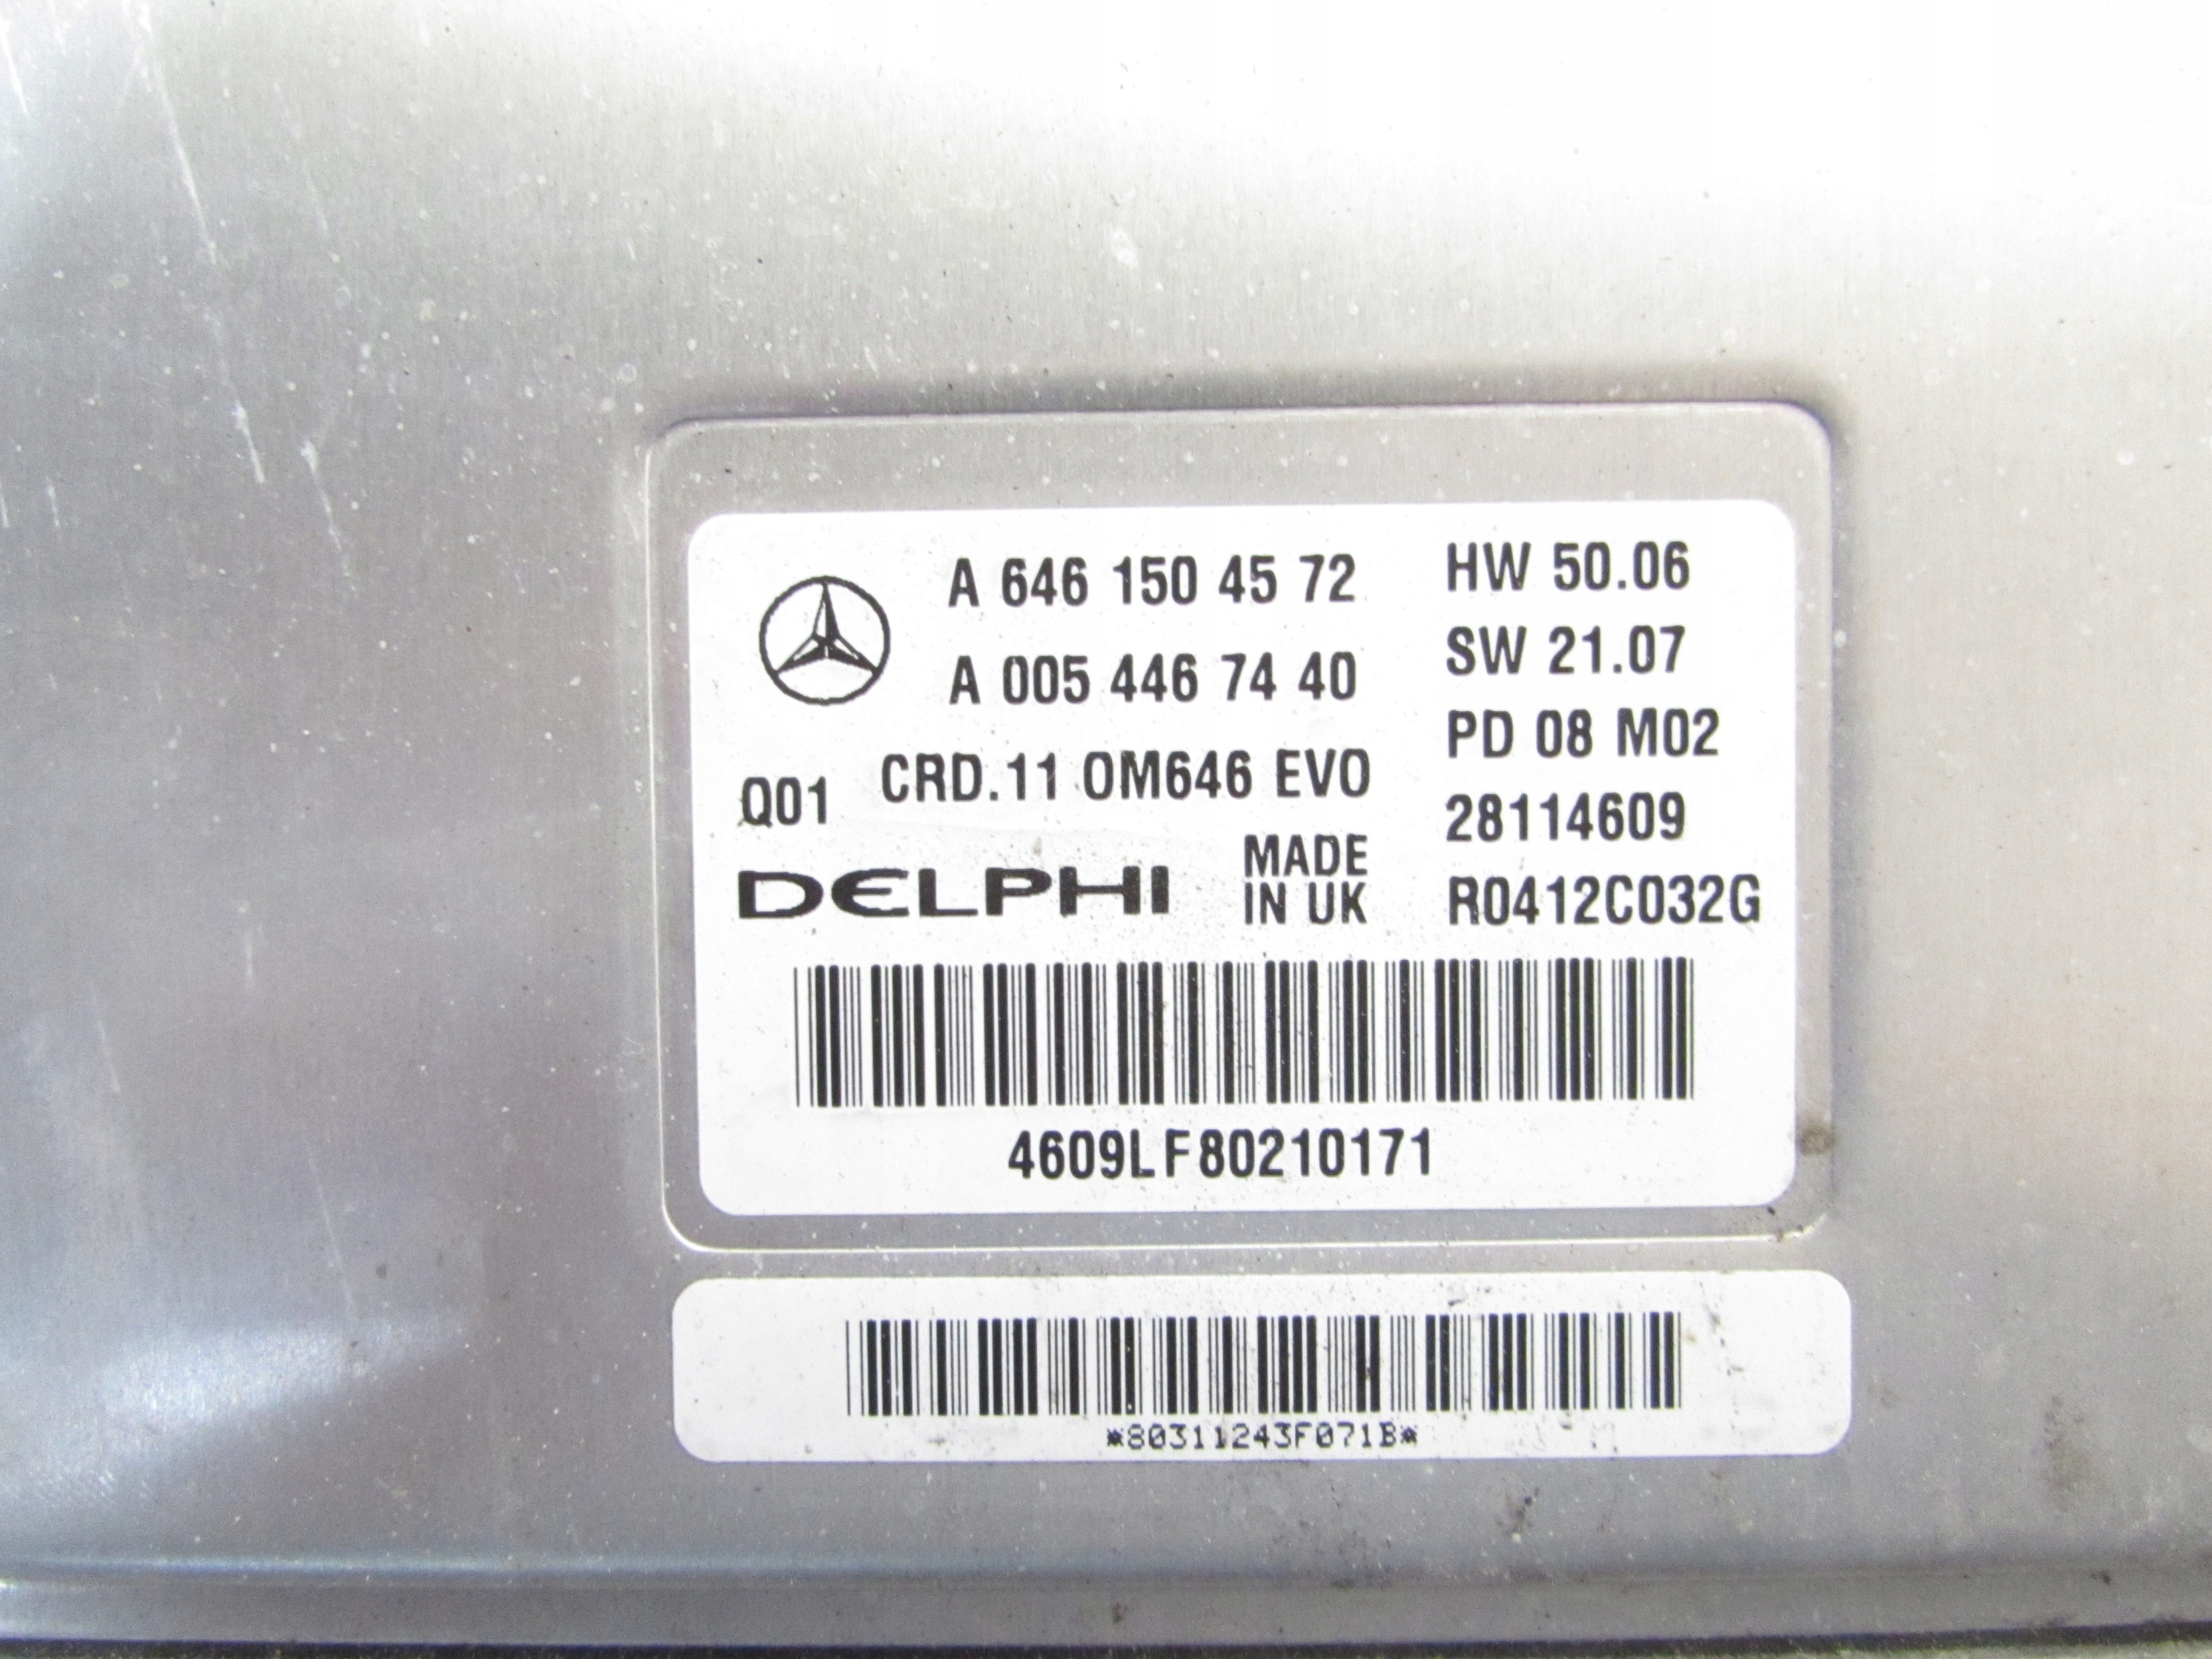 A 646 150 45 72
A 005 446 74 40
Q01 CRD.11 OM646 EVO
DELPHI
MADE
IN UK
HW 50.06
SW 21.07
PD 08 M02
28114609
R0412C032G
4609LF80210171
*80311243F071B*